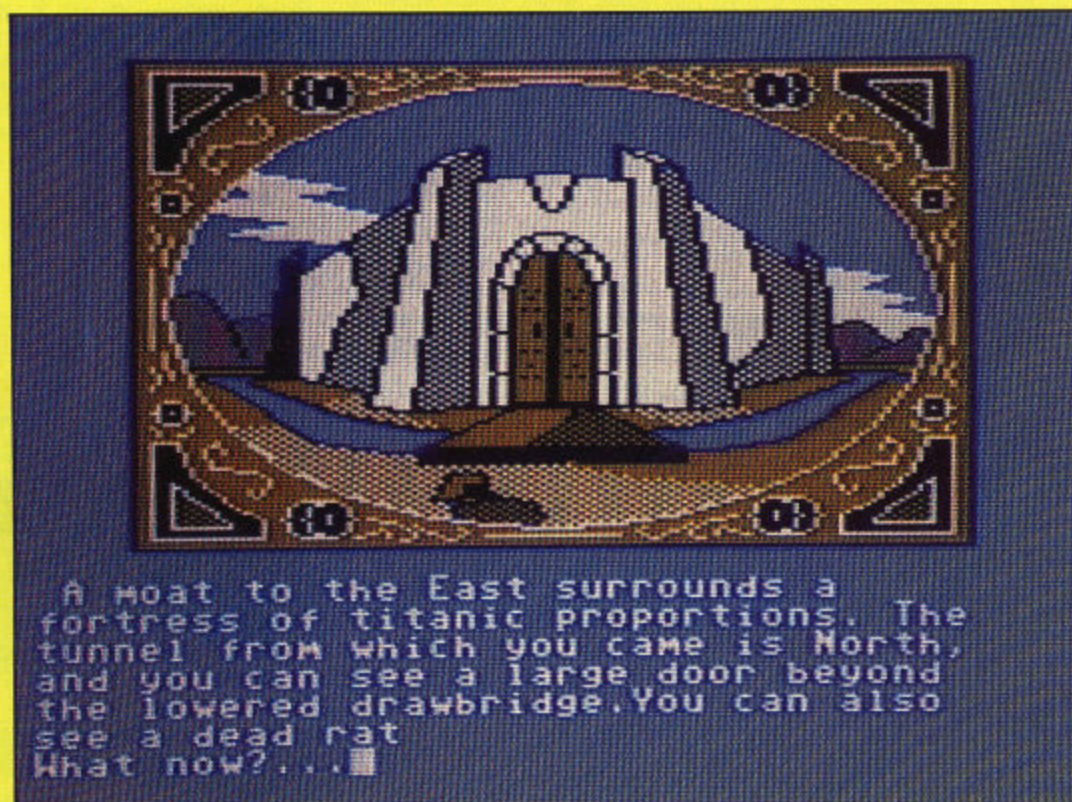 A moat to the East surrounds a
fortress of titanic proportions. The
tunnel from which you came is North,
and you can see a large door beyond
the lowered drawbridge.You can also
see a dead rat
What now?...